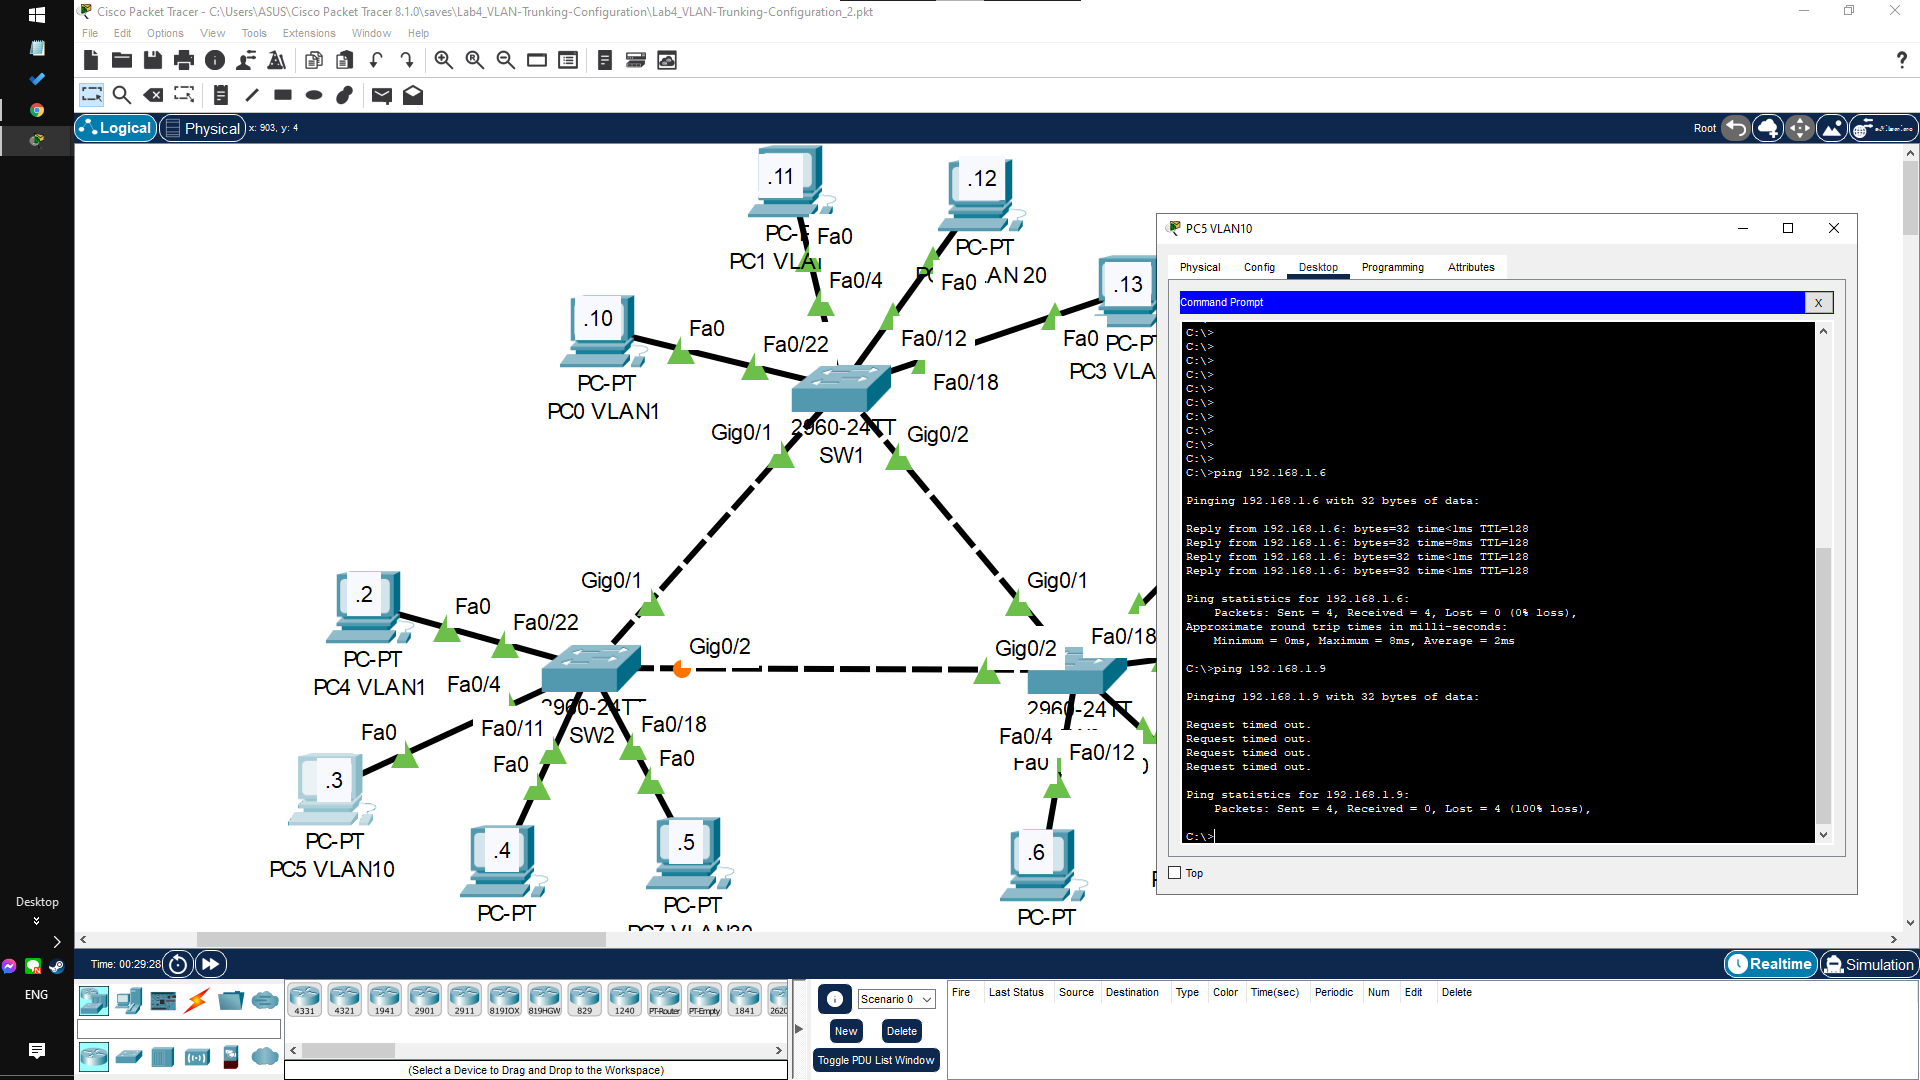 Cisco Packet Tracer - C:\Users\ASUS\Cisco Packet Tracer 8.1.0\saves\Lab4_VLAN-Trunking-Configuration\Lab4_VLAN-Trunking-Configuration_2.pkt
File Edit Options View Tools Extensions Window Help
?
Logical Physical x: 903, y: 4 Root
.11
.12
PC1 VLAN
Fa0
PC-PT
Fa0
AN 20
Fa0/4
.13
.10
Fa0
Fa0/22
Fa0/12
Fa0
PC-PT
Fa0/18
PC3 VLA
PC-PT
PC0 VLAN1
Gig0/1
2960-24TT
Gig0/2
SW1
Gig0/1
Gig0/1
.2
Fa0
Fa0/22
Gig0/2
Gig0/2
Fa0/18
PC-PT
PC4 VLAN1
Fa0/4
2960-24TT
2960-24TT
Fa0
Fa0/11
SW2
Fa0/18
Fa0/4
Fa0/12
Fa0
Fa0
Fa0
.3
PC-PT
PC5 VLAN10
.4
PC-PT
.5
PC-PT
PC7 VLAN30
.6
PC-PT
PC5 VLAN10
Physical Config Desktop Programming Attributes
Command Prompt X
C:\>
C:\>
C:\>
C:\>
C:\>
C:\>
C:\>
C:\>
C:\>
C:\>
C:\>ping 192.168.1.6
Pinging 192.168.1.6 with 32 bytes of data:
Reply from 192.168.1.6: bytes=32 time<1ms TTL=128
Reply from 192.168.1.6: bytes=32 time=8ms TTL=128
Reply from 192.168.1.6: bytes=32 time<1ms TTL=128
Reply from 192.168.1.6: bytes=32 time<1ms TTL=128
Ping statistics for 192.168.1.6:
Packets: Sent = 4, Received = 4, Lost = 0 (0% loss),
Approximate round trip times in milli-seconds:
Minimum = 0ms, Maximum = 8ms, Average = 2ms
C:\>ping 192.168.1.9
Pinging 192.168.1.9 with 32 bytes of data:
Request timed out.
Request timed out.
Request timed out.
Request timed out.
Ping statistics for 192.168.1.9:
Packets: Sent = 4, Received = 0, Lost = 4 (100% loss),
C:\>
Top
Desktop
ENG
Time: 00:29:28
Realtime Simulation
4331 4321 1941 2901 2911 819IOX 819HGW 829 1240 PT-Router PT-Empty 1841 262
(Select a Device to Drag and Drop to the Workspace)
Scenario 0
New Delete
Toggle PDU List Window
Fire Last Status Source Destination Type Color Time(sec) Periodic Num Edit Delete